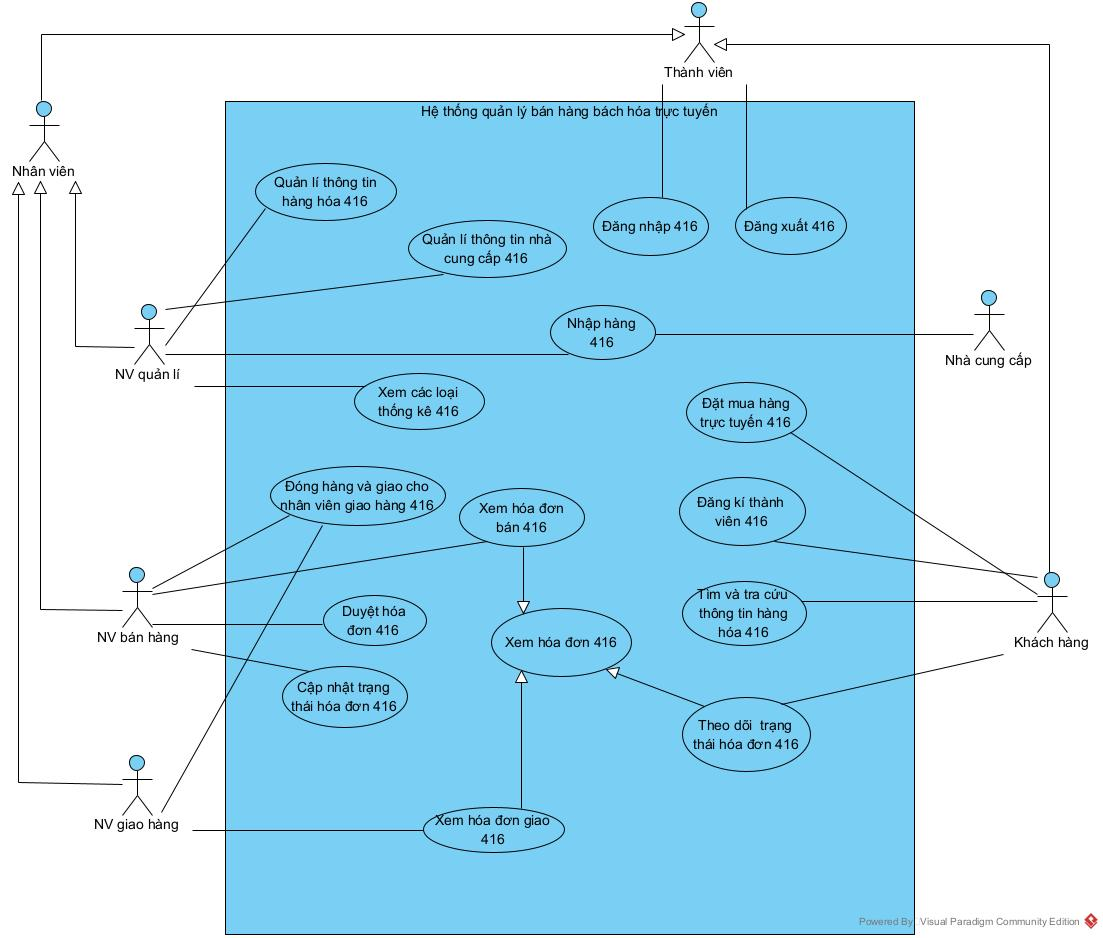 Thành viên
Hệ thống quản lý bán hàng bách hóa trực tuyến
Nhân viên
Quản lí thông tin
hàng hóa 416
Đăng nhập 416
Đăng xuất 416
Quản lí thông tin nhà
cung cấp 416
Nhập hàng
416
Nhà cung cấp
NV quản lí
Xem các loại
thống kê 416
Đặt mua hàng
trực tuyến 416
Đóng hàng và giao cho
nhân viên giao hàng 416
Xem hóa đơn
bán 416
Đăng kí thành
viên 416
NV bán hàng
Duyệt hóa
đơn 416
Xem hóa đơn 416
Tìm và tra cứu
thông tin hàng
hóa 416
Khách hàng
Cập nhật trạng
thái hóa đơn 416
Theo dõi  trạng
thái hóa đơn 416
NV giao hàng
Xem hóa đơn giao
416
Powered By Visual Paradigm Community Edition